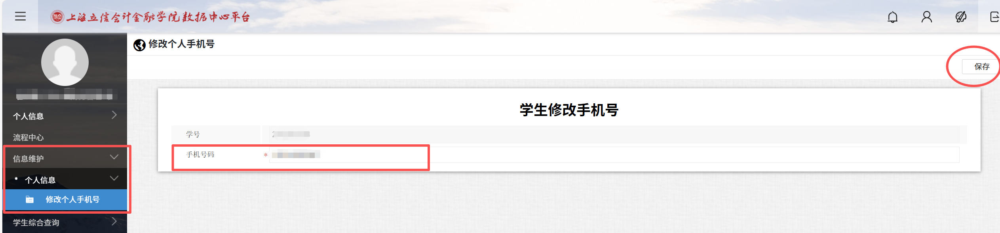 上海立信会计金融学院数据中心平台
修改个人手机号
保存
个人信息
流程中心
信息维护
个人信息
修改个人手机号
学生综合查询
学生修改手机号
学号
手机号码 *